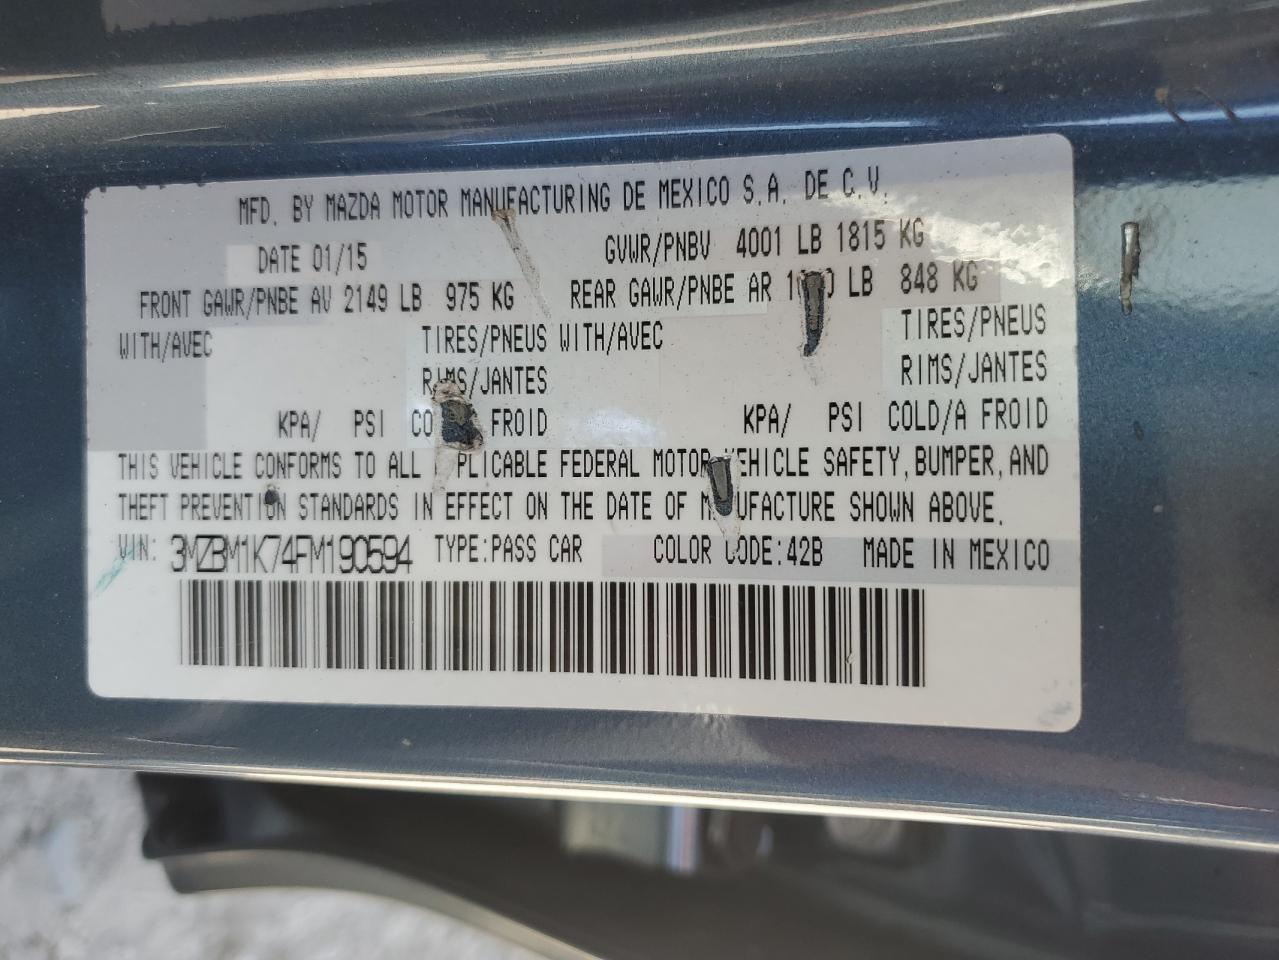 MFD. BY MAZDA MOTOR MANUFACTURING DE MEXICO S.A. DE C.V.
DATE 01/15 GVWR/PNBV 4001 LB 1815 KG
FRONT GAWR/PNBE AV 2149 LB 975 KG REAR GAWR/PNBE AR LB 848 KG
WITH/AVEC TIRES/PNEUS WITH/AVEC TIRES/PNEUS
RIMS/JANTES RIMS/JANTES
KPA/ PSI FROID KPA/ PSI COLD/A FROID
THIS VEHICLE CONFORMS TO ALL APPLICABLE FEDERAL MOTOR VEHICLE SAFETY, BUMPER, AND
THEFT PREVENTION STANDARDS IN EFFECT ON THE DATE OF MANUFACTURE SHOWN ABOVE.
VIN: 3MZBM1K74FM190594 TYPE:PASS CAR COLOR CODE:42B MADE IN MEXICO